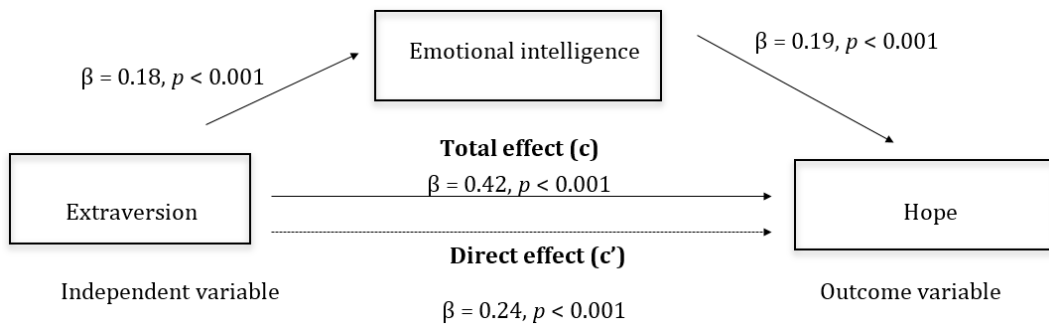 Emotional intelligence
β = 0.19, p < 0.001
β = 0.18, p < 0.001
Total effect (c)
β = 0.42, p < 0.001
Extraversion
Hope
Direct effect (c’)
Independent variable
Outcome variable
β = 0.24, p < 0.001